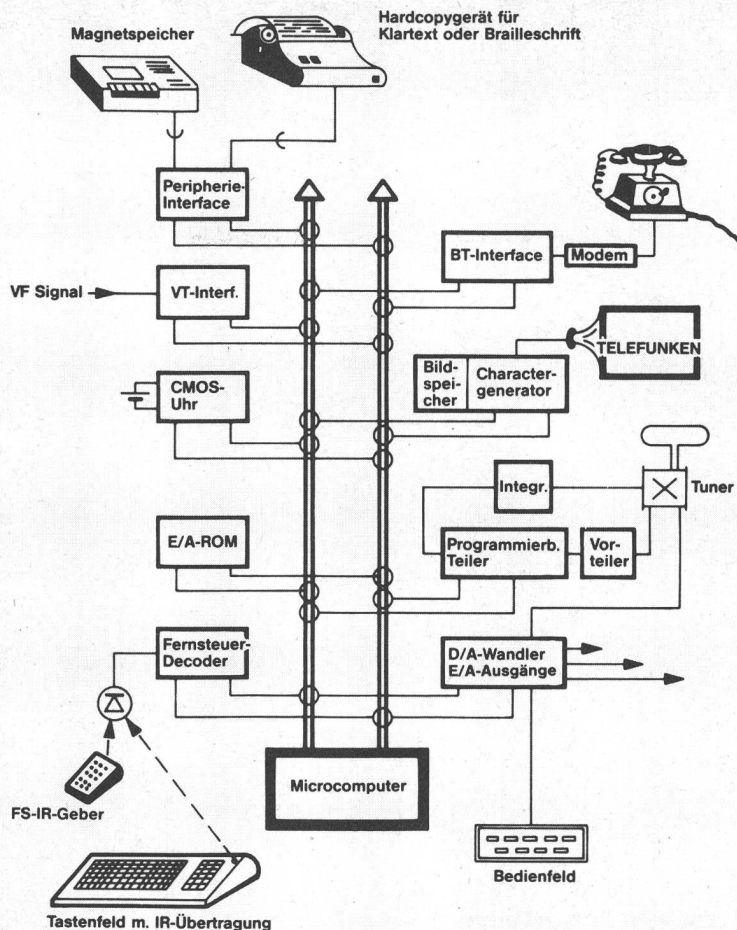 Magnetspeicher
Hardcopygerät für
Klartext oder Brailleschrift
Peripherie-
Interface
BT-Interface
Modem
VF Signal
VT-Interf.
TELEFUNKEN
Bild-
spei-
cher
Character-
generator
CMOS-
Uhr
Integr.
Tuner
E/A-ROM
Programmierb.
Teiler
Vor-
teiler
Fernsteuer-
Decoder
D/A-Wandler
E/A-Ausgänge
FS-IR-Geber
Microcomputer
Bedienfeld
Tastenfeld m. IR-Übertragung